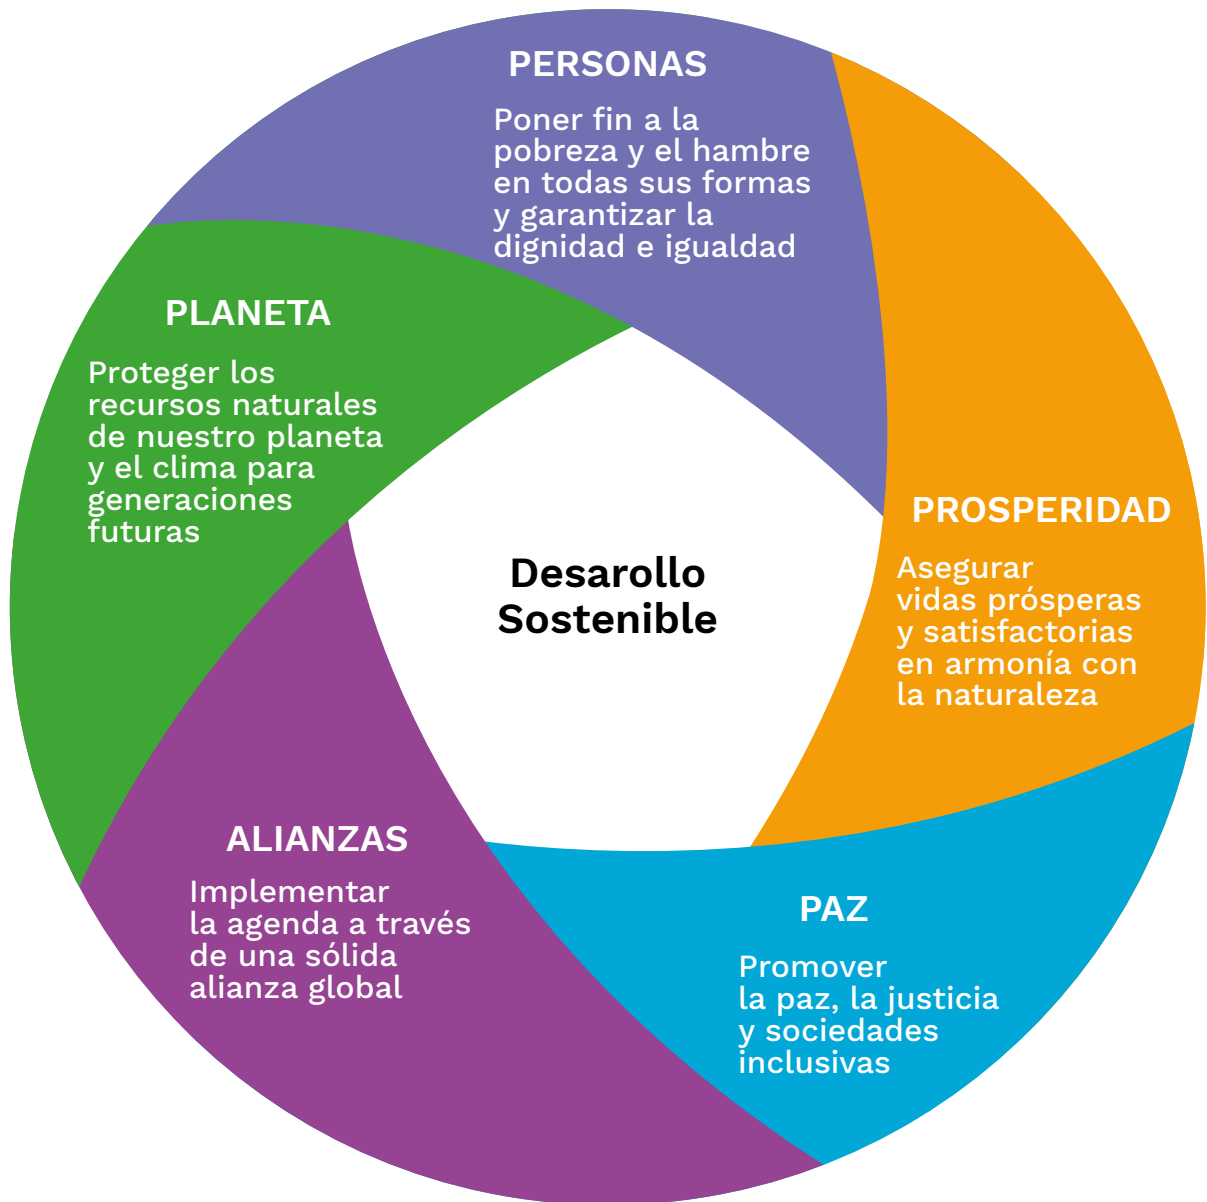 PERSONAS
Poner fin a la
pobreza y el hambre
en todas sus formas
y garantizar la
dignidad e igualdad
PLANETA
Proteger los
recursos naturales
de nuestro planeta
y el clima para
generaciones
futuras
PROSPERIDAD
Asegurar
vidas prósperas
y satisfactorias
en armonía con
la naturaleza
Desarollo
Sostenible
ALIANZAS
Implementar
la agenda a través
de una sólida
alianza global
PAZ
Promover
la paz, la justicia
y sociedades
inclusivas